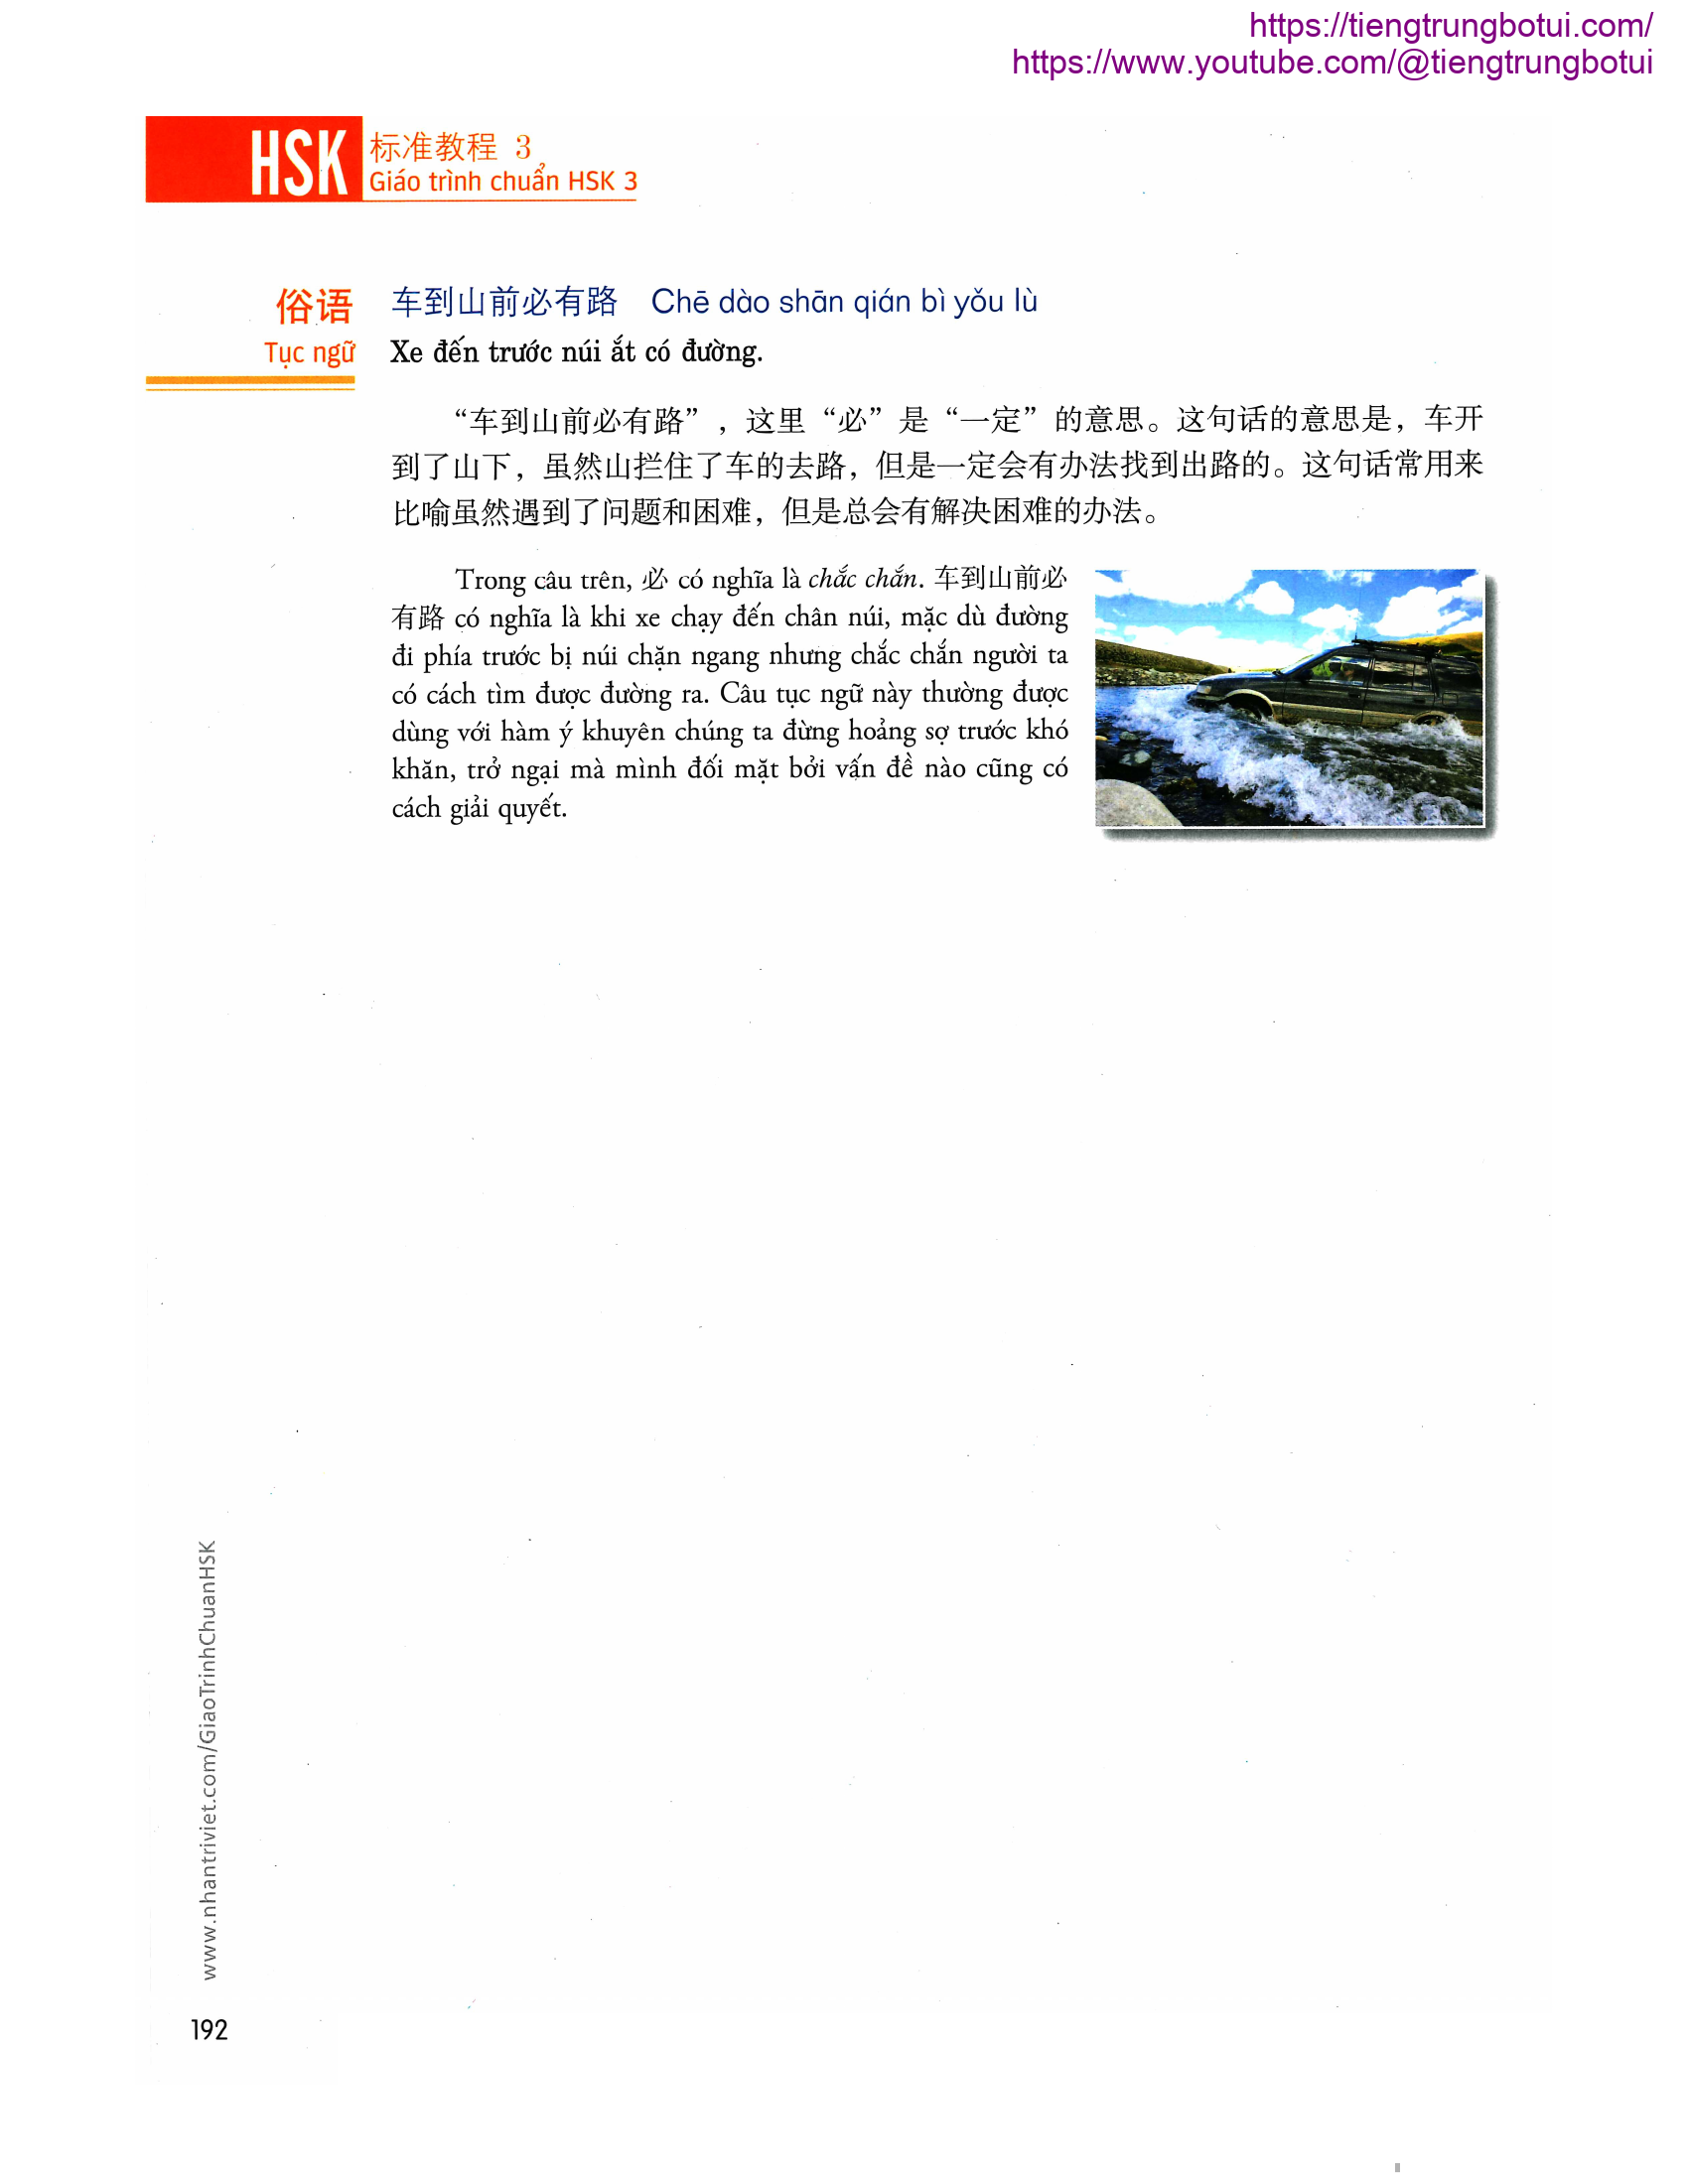 https://tiengtrungbotui.com/
https://www.youtube.com/@tiengtrungbotui
HSK 标准教程 3
Giáo trình chuẩn HSK 3
俗语 车到山前必有路 Chē dào shān qián bì yǒu lù
Tục ngữ Xe đến trước núi ắt có đường.
“车到山前必有路”，这里“必”是“一定”的意思。这句话的意思是，车开
到了山下，虽然山拦住了车的去路，但是一定会有办法找到出路的。这句话常用来
比喻虽然遇到了问题和困难，但是总会有解决困难的办法。
Trong câu trên, 必 có nghĩa là chắc chắn. 车到山前必
有路 có nghĩa là khi xe chạy đến chân núi, mặc dù đường
đi phía trước bị núi chặn ngang nhưng chắc chắn người ta
có cách tìm được đường ra. Câu tục ngữ này thường được
dùng với hàm ý khuyên chúng ta đừng hoảng sợ trước khó
khăn, trở ngại mà mình đối mặt bởi vấn đề nào cũng có
cách giải quyết.
www.nhantriviet.com/GiaoTrinhChuanHSK
192